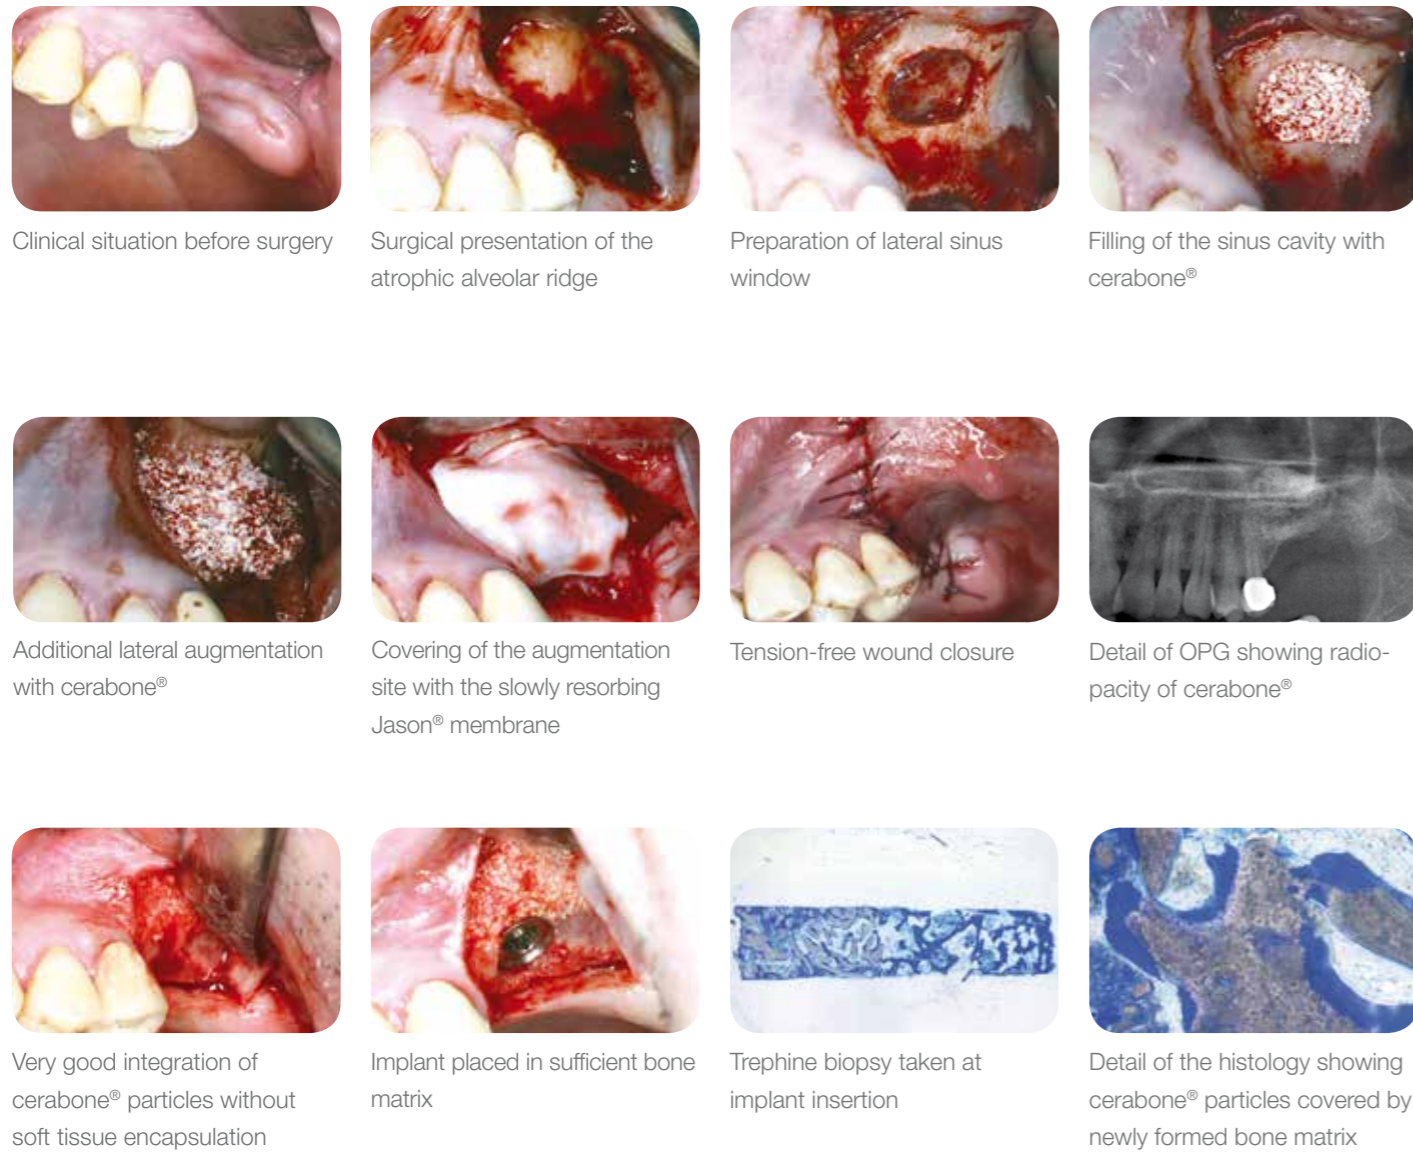 Clinical situation before surgery
Surgical presentation of the
atrophic alveolar ridge
Preparation of lateral sinus
window
Filling of the sinus cavity with
cerabone®
Additional lateral augmentation
with cerabone®
Covering of the augmentation
site with the slowly resorbing
Jason® membrane
Tension-free wound closure
Detail of OPG showing radio-
pacity of cerabone®
Very good integration of
cerabone® particles without
soft tissue encapsulation
Implant placed in sufficient bone
matrix
Trephine biopsy taken at
implant insertion
Detail of the histology showing
cerabone® particles covered by
newly formed bone matrix